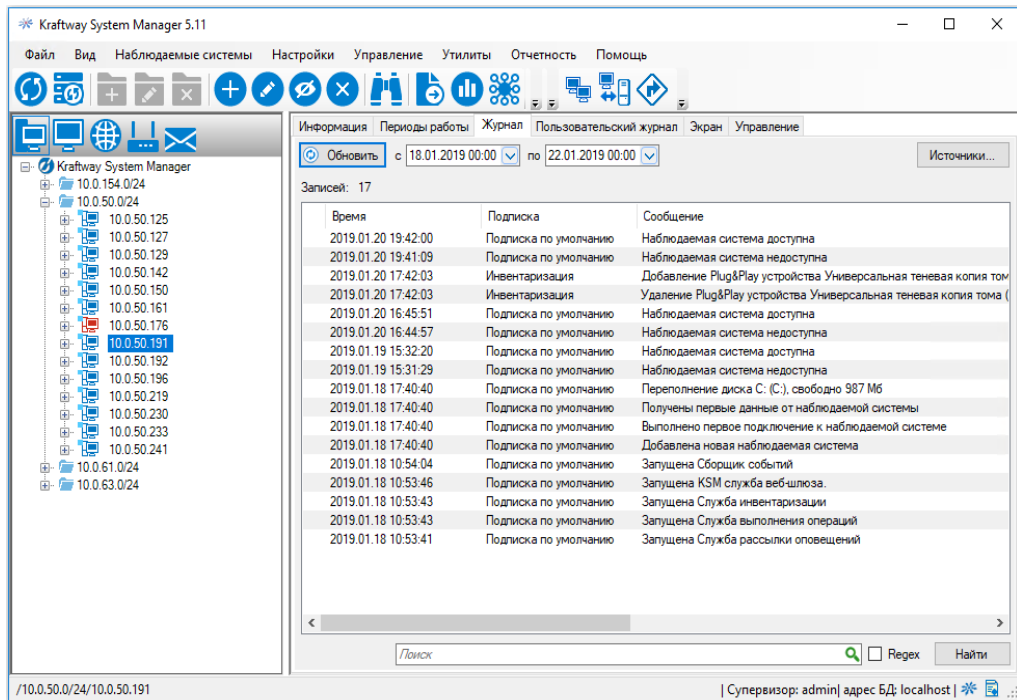 Kraftway System Manager 5.11
Файл Вид Наблюдаемые системы Настройки Управление Утилиты Отчетность Помощь
Информация Периоды работы Журнал Пользовательский журнал Экран Управление
Обновить с 18.01.2019 00:00 по 22.01.2019 00:00 Источники...
Записей: 17
Kraftway System Manager
10.0.154.0/24
10.0.50.0/24
10.0.50.125
10.0.50.127
10.0.50.129
10.0.50.142
10.0.50.150
10.0.50.161
10.0.50.176
10.0.50.191
10.0.50.192
10.0.50.196
10.0.50.219
10.0.50.230
10.0.50.233
10.0.50.241
10.0.61.0/24
10.0.63.0/24
Время Подписка Сообщение
2019.01.20 19:42:00 Подписка по умолчанию Наблюдаемая система доступна
2019.01.20 19:41:09 Подписка по умолчанию Наблюдаемая система недоступна
2019.01.20 17:42:03 Инвентаризация Добавление Plug&Play устройства Универсальная теневая копия том
2019.01.20 17:42:03 Инвентаризация Удаление Plug&Play устройства Универсальная теневая копия тома (
2019.01.20 16:45:51 Подписка по умолчанию Наблюдаемая система доступна
2019.01.20 16:44:57 Подписка по умолчанию Наблюдаемая система недоступна
2019.01.19 15:32:20 Подписка по умолчанию Наблюдаемая система доступна
2019.01.19 15:31:29 Подписка по умолчанию Наблюдаемая система недоступна
2019.01.18 17:40:40 Подписка по умолчанию Переполнение диска C: (C:), свободно 987 Мб
2019.01.18 17:40:40 Подписка по умолчанию Получены первые данные от наблюдаемой системы
2019.01.18 17:40:40 Подписка по умолчанию Выполнено первое подключение к наблюдаемой системе
2019.01.18 17:40:40 Подписка по умолчанию Добавлена новая наблюдаемая система
2019.01.18 10:54:04 Подписка по умолчанию Запущена Сборщик событий
2019.01.18 10:53:46 Подписка по умолчанию Запущена KSM служба веб-шлюза.
2019.01.18 10:53:43 Подписка по умолчанию Запущена Служба инвентаризации
2019.01.18 10:53:43 Подписка по умолчанию Запущена Служба выполнения операций
2019.01.18 10:53:41 Подписка по умолчанию Запущена Служба рассылки оповещений
Поиск Regex Найти
/10.0.50.0/24/10.0.50.191 | Супервизор: admin| адрес БД: localhost |